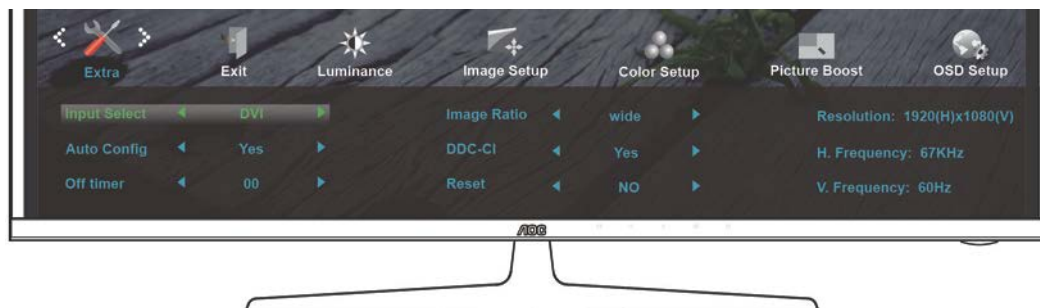 Extra Exit Luminance Image Setup Color Setup Picture Boost OSD Setup
Input Select DVI Image Ratio wide Resolution: 1920(H)x1080(V)
Auto Config Yes DDC-CI Yes H. Frequency: 67KHz
Off timer 00 Reset NO V. Frequency: 60Hz
AOC